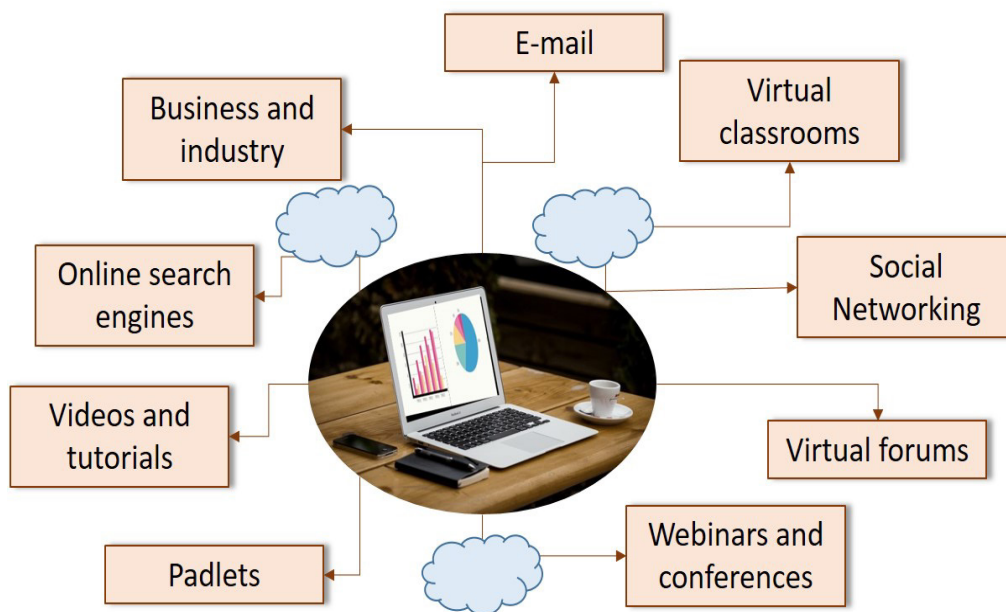 E-mail
Business and
industry
Virtual
classrooms
Online search
engines
Social
Networking
Videos and
tutorials
Virtual forums
Padlets
Webinars and
conferences